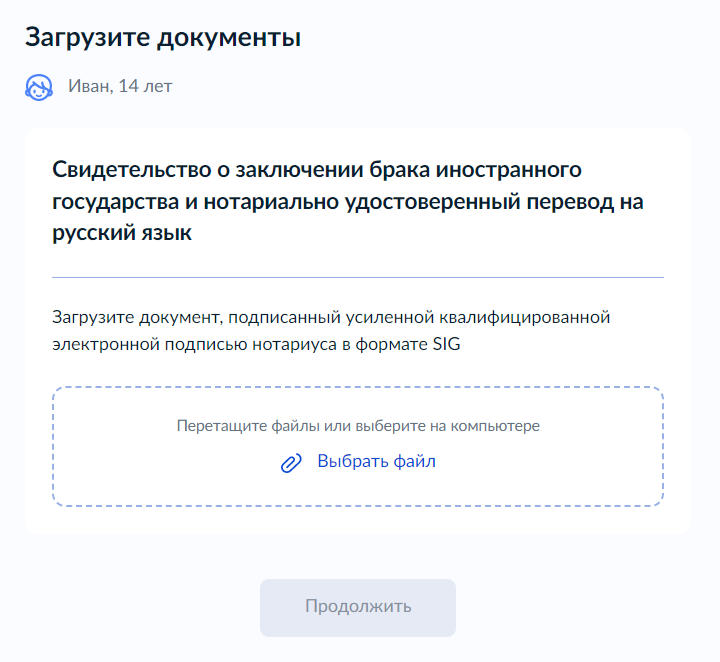 Загрузите документы
Иван, 14 лет
Свидетельство о заключении брака иностранного
государства и нотариально удостоверенный перевод на
русский язык
Загрузите документ, подписанный усиленной квалифицированной
электронной подписью нотариуса в формате SIG
Перетащите файлы или выберите на компьютере
Выбрать файл
Продолжить